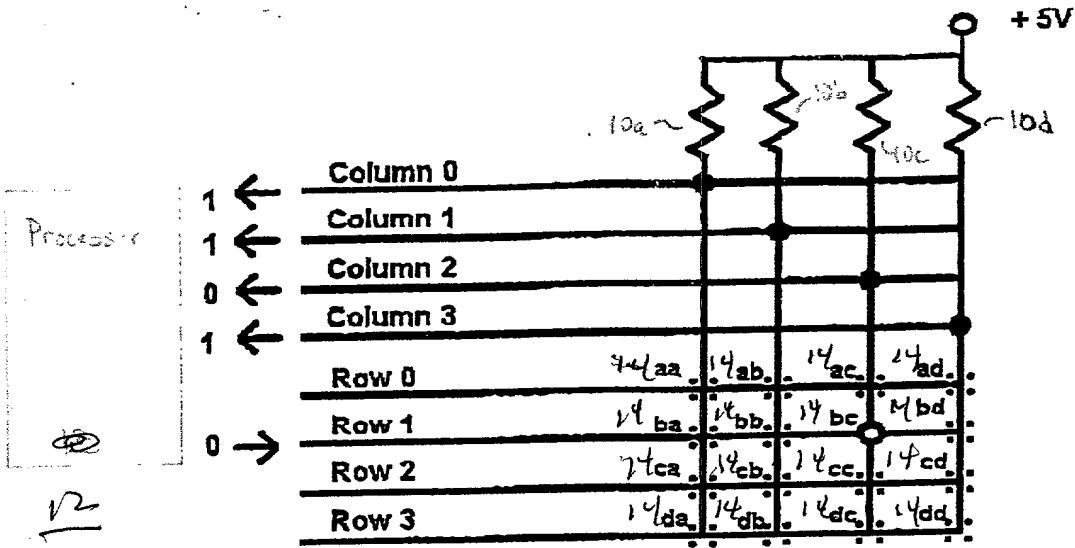 + 5V
10a 10b 10c 10d
1 Column 0
Processor 1 Column 1
0 Column 2
1 Column 3
Row 0 14aa 14ab 14ac 14ad
0 Row 1 14ba 14bb 14bc 14bd
Row 2 14ca 14cb 14cc 14cd
12 Row 3 14da 14db 14dc 14dd